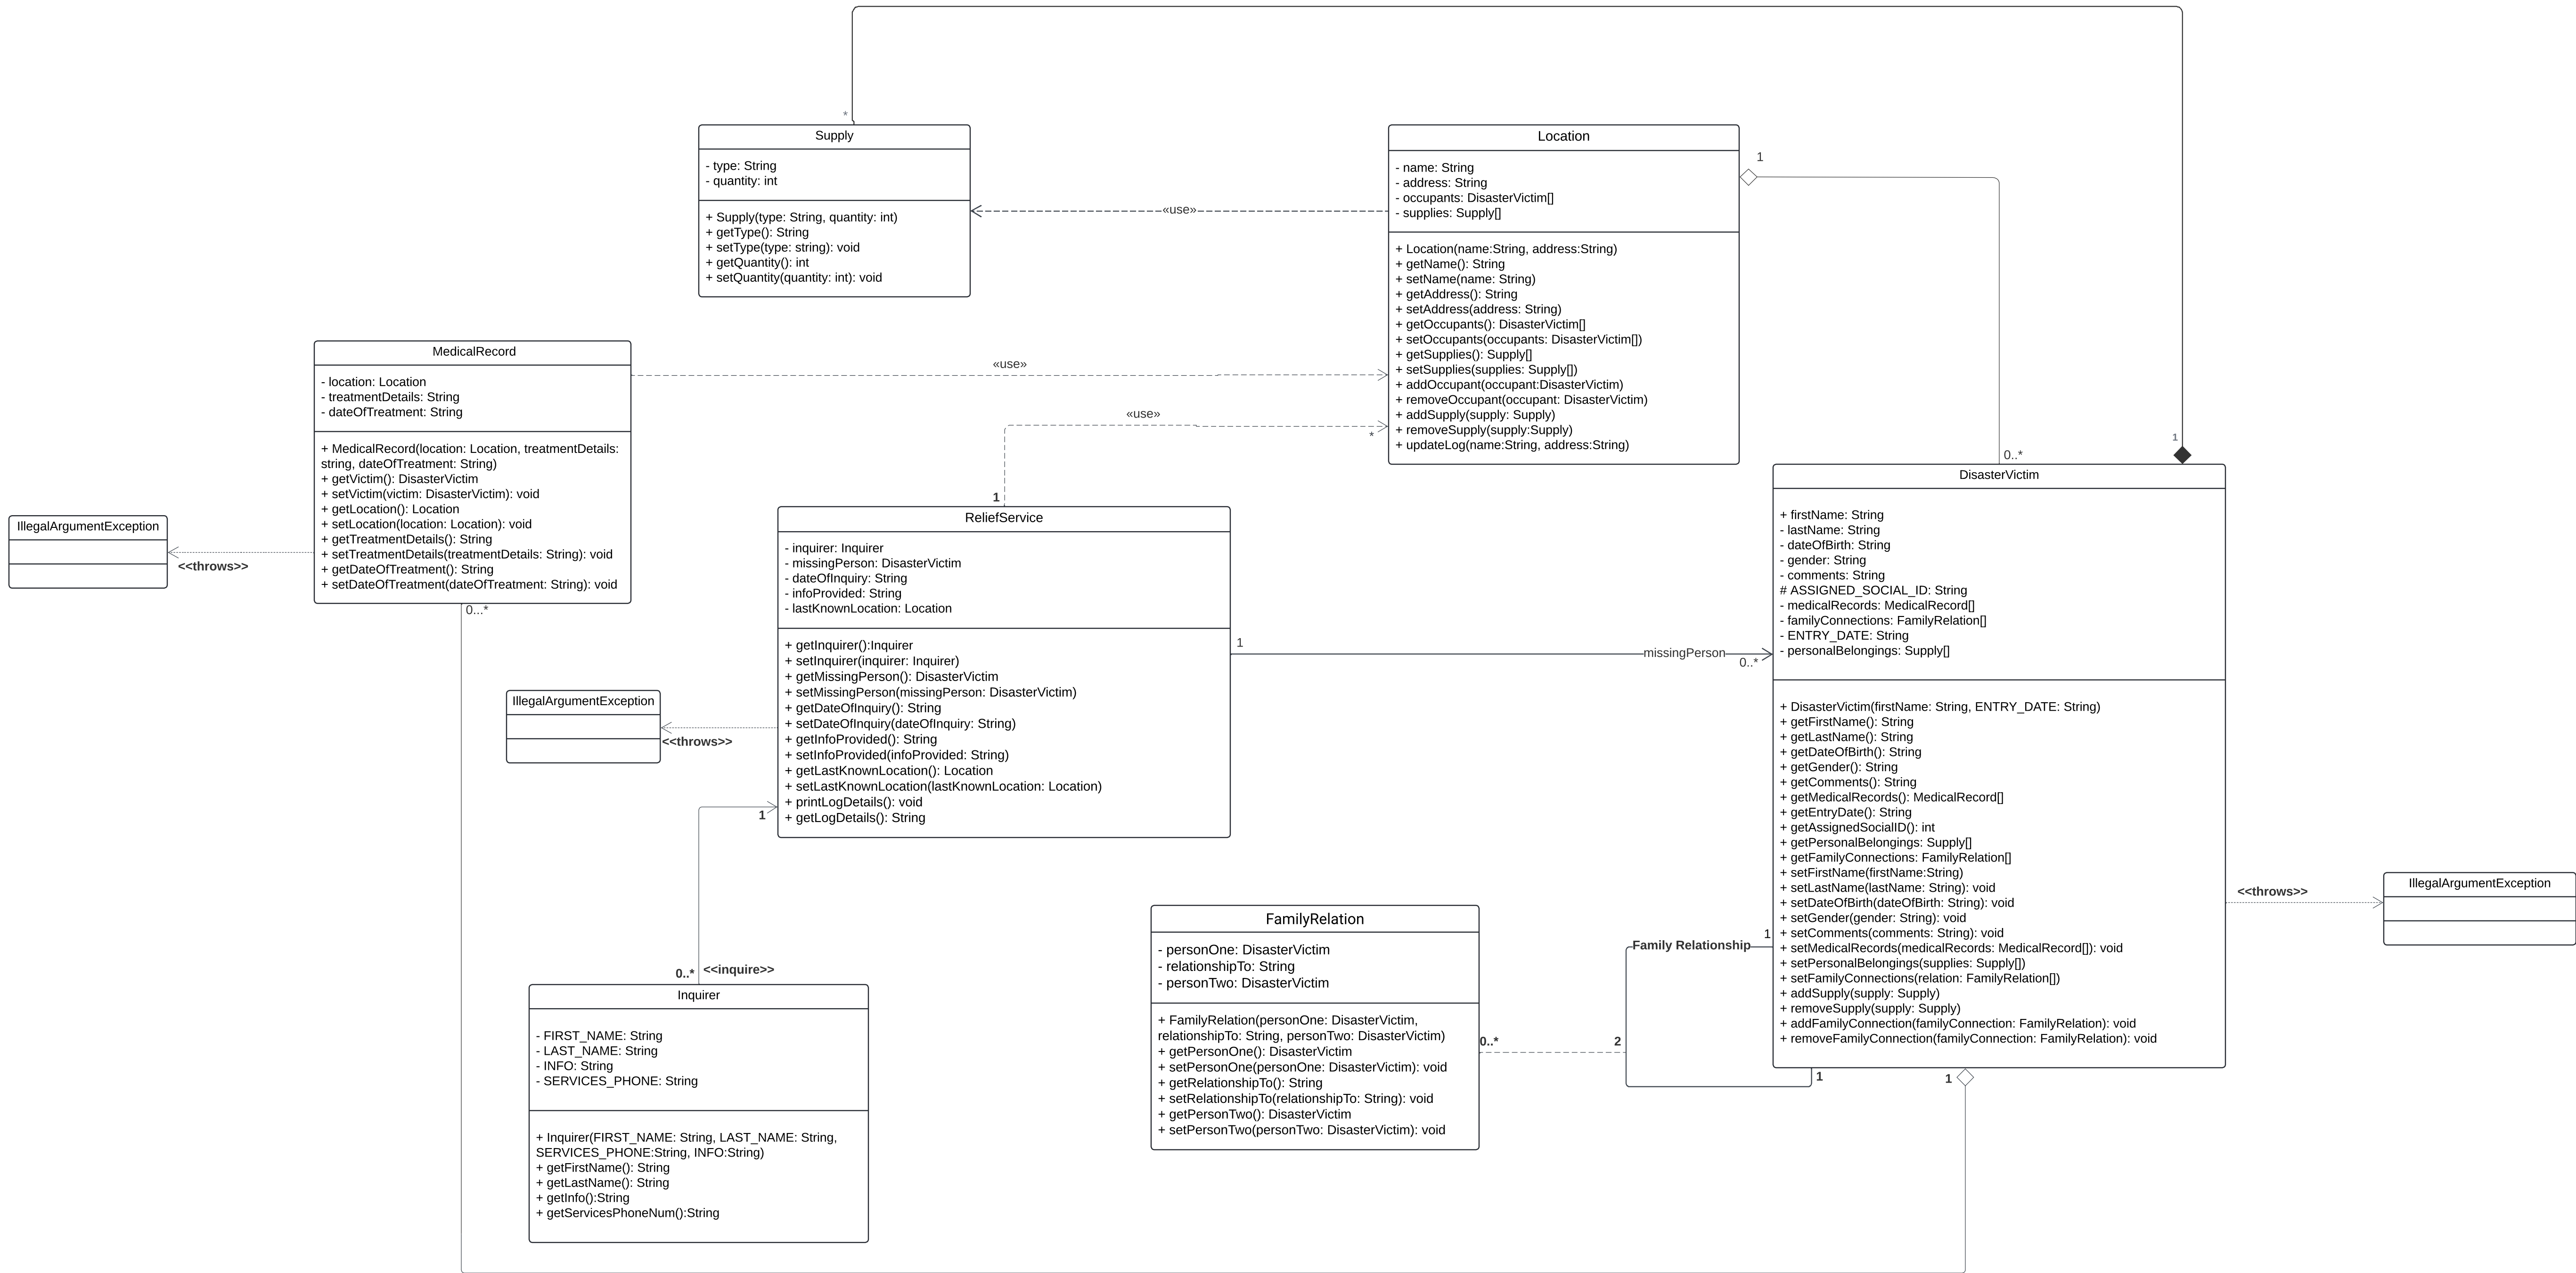 *
Supply
- type: String
- quantity: int
+ Supply(type: String, quantity: int)
+ getType(): String
+ setType(type: string): void
+ getQuantity(): int
+ setQuantity(quantity: int): void
«use»
Location
- name: String
- address: String
- occupants: DisasterVictim[]
- supplies: Supply[]
+ Location(name:String, address:String)
+ getName(): String
+ setName(name: String)
+ getAddress(): String
+ setAddress(address: String)
+ getOccupants(): DisasterVictim[]
+ setOccupants(occupants: DisasterVictim[])
+ getSupplies(): Supply[]
+ setSupplies(supplies: Supply[])
+ addOccupant(occupant:DisasterVictim)
+ removeOccupant(occupant: DisasterVictim)
+ addSupply(supply: Supply)
+ removeSupply(supply:Supply)
+ updateLog(name:String, address:String)
1
0..*
1
MedicalRecord
- location: Location
- treatmentDetails: String
- dateOfTreatment: String
+ MedicalRecord(location: Location, treatmentDetails:
string, dateOfTreatment: String)
+ getVictim(): DisasterVictim
+ setVictim(victim: DisasterVictim): void
+ getLocation(): Location
+ setLocation(location: Location): void
+ getTreatmentDetails(): String
+ setTreatmentDetails(treatmentDetails: String): void
+ getDateOfTreatment(): String
+ setDateOfTreatment(dateOfTreatment: String): void
0...*
«use»
«use»
*
1
IllegalArgumentException
<<throws>>
ReliefService
- inquirer: Inquirer
- missingPerson: DisasterVictim
- dateOfInquiry: String
- infoProvided: String
- lastKnownLocation: Location
+ getInquirer():Inquirer
+ setInquirer(inquirer: Inquirer)
+ getMissingPerson(): DisasterVictim
+ setMissingPerson(missingPerson: DisasterVictim)
+ getDateOfInquiry(): String
+ setDateOfInquiry(dateOfInquiry: String)
+ getInfoProvided(): String
+ setInfoProvided(infoProvided: String)
+ getLastKnownLocation(): Location
+ setLastKnownLocation(lastKnownLocation: Location)
+ printLogDetails(): void
+ getLogDetails(): String
1
missingPerson
0..*
IllegalArgumentException
<<throws>>
1
0..*
<<inquire>>
DisasterVictim
+ firstName: String
- lastName: String
- dateOfBirth: String
- gender: String
- comments: String
# ASSIGNED_SOCIAL_ID: String
- medicalRecords: MedicalRecord[]
- familyConnections: FamilyRelation[]
- ENTRY_DATE: String
- personalBelongings: Supply[]
+ DisasterVictim(firstName: String, ENTRY_DATE: String)
+ getFirstName(): String
+ getLastName(): String
+ getDateOfBirth(): String
+ getGender(): String
+ getComments(): String
+ getMedicalRecords(): MedicalRecord[]
+ getEntryDate(): String
+ getAssignedSocialID(): int
+ getPersonalBelongings: Supply[]
+ getFamilyConnections: FamilyRelation[]
+ setFirstName(firstName:String)
+ setLastName(lastName: String): void
+ setDateOfBirth(dateOfBirth: String): void
+ setGender(gender: String): void
+ setComments(comments: String): void
+ setMedicalRecords(medicalRecords: MedicalRecord[]): void
+ setPersonalBelongings(supplies: Supply[])
+ setFamilyConnections(relation: FamilyRelation[])
+ addSupply(supply: Supply)
+ removeSupply(supply: Supply)
+ addFamilyConnection(familyConnection: FamilyRelation): void
+ removeFamilyConnection(familyConnection: FamilyRelation): void
<<throws>>
IllegalArgumentException
FamilyRelation
- personOne: DisasterVictim
- relationshipTo: String
- personTwo: DisasterVictim
+ FamilyRelation(personOne: DisasterVictim,
relationshipTo: String, personTwo: DisasterVictim)
+ getPersonOne(): DisasterVictim
+ setPersonOne(personOne: DisasterVictim): void
+ getRelationshipTo(): String
+ setRelationshipTo(relationshipTo: String): void
+ getPersonTwo(): DisasterVictim
+ setPersonTwo(personTwo: DisasterVictim): void
Family Relationship
1
0..*
2
1
1
Inquirer
- FIRST_NAME: String
- LAST_NAME: String
- INFO: String
- SERVICES_PHONE: String
+ Inquirer(FIRST_NAME: String, LAST_NAME: String,
SERVICES_PHONE:String, INFO:String)
+ getFirstName(): String
+ getLastName(): String
+ getInfo():String
+ getServicesPhoneNum():String